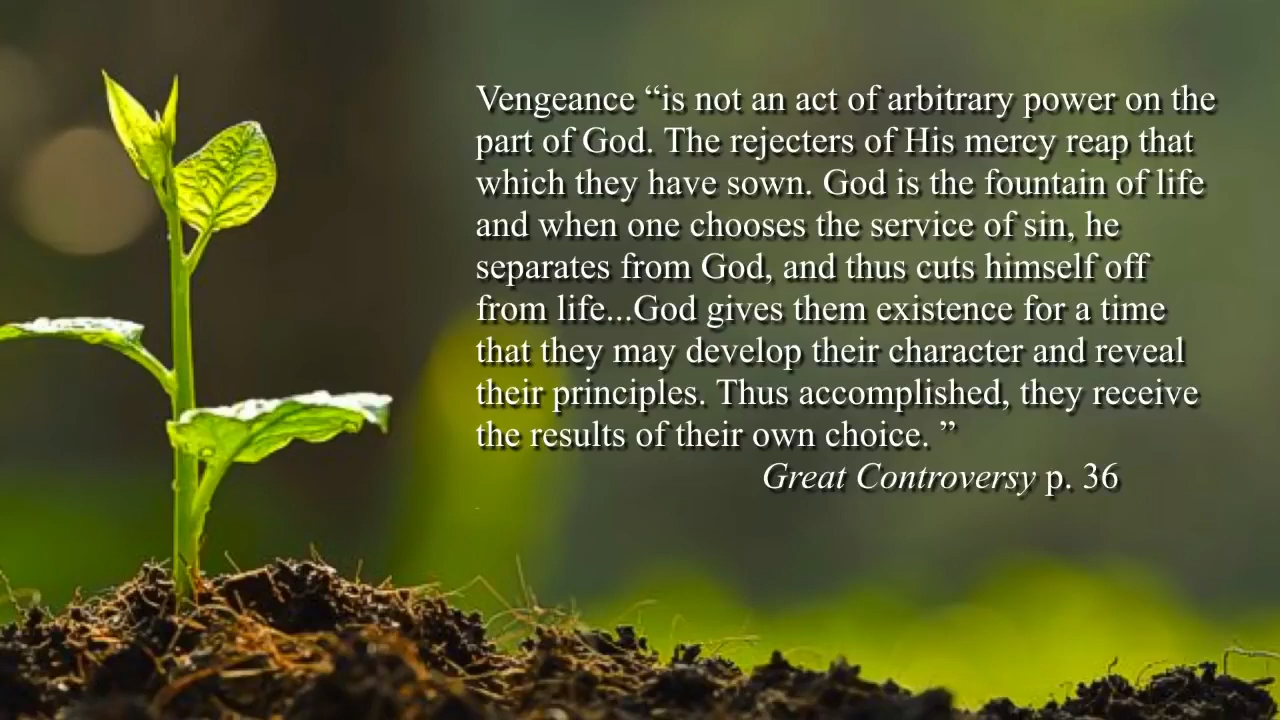 Vengeance “is not an act of arbitrary power on the
part of God. The rejecters of His mercy reap that
which they have sown. God is the fountain of life
and when one chooses the service of sin, he
separates from God, and thus cuts himself off
from life...God gives them existence for a time
that they may develop their character and reveal
their principles. Thus accomplished, they receive
the results of their own choice. ”
Great Controversy p. 36